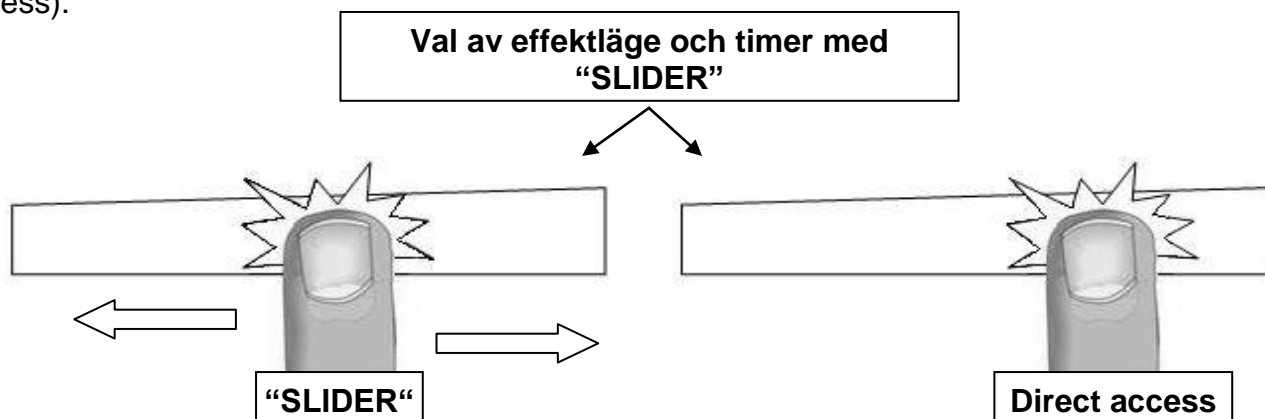 ess).
Val av effektläge och timer med
“SLIDER”
“SLIDER“
Direct access